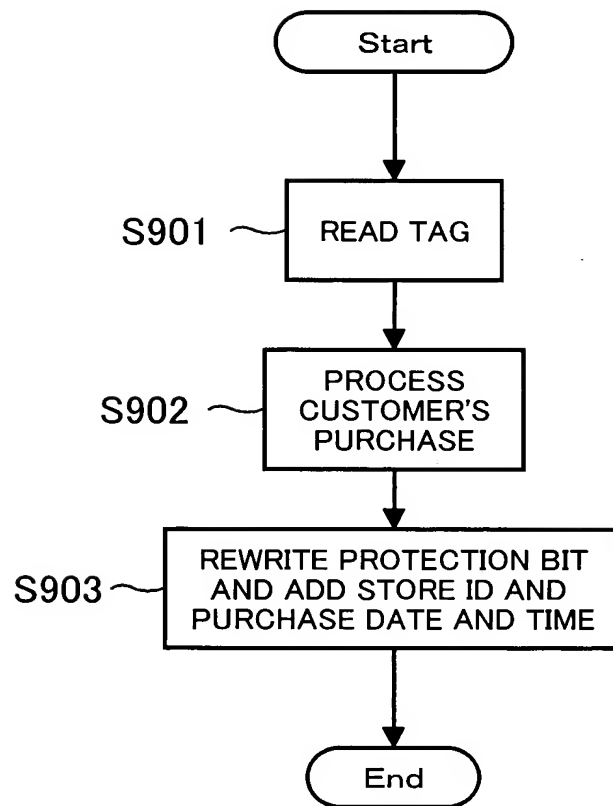 Start
S901
READ TAG
S902
PROCESS
CUSTOMER'S
PURCHASE
S903
REWRITE PROTECTION BIT
AND ADD STORE ID AND
PURCHASE DATE AND TIME
End